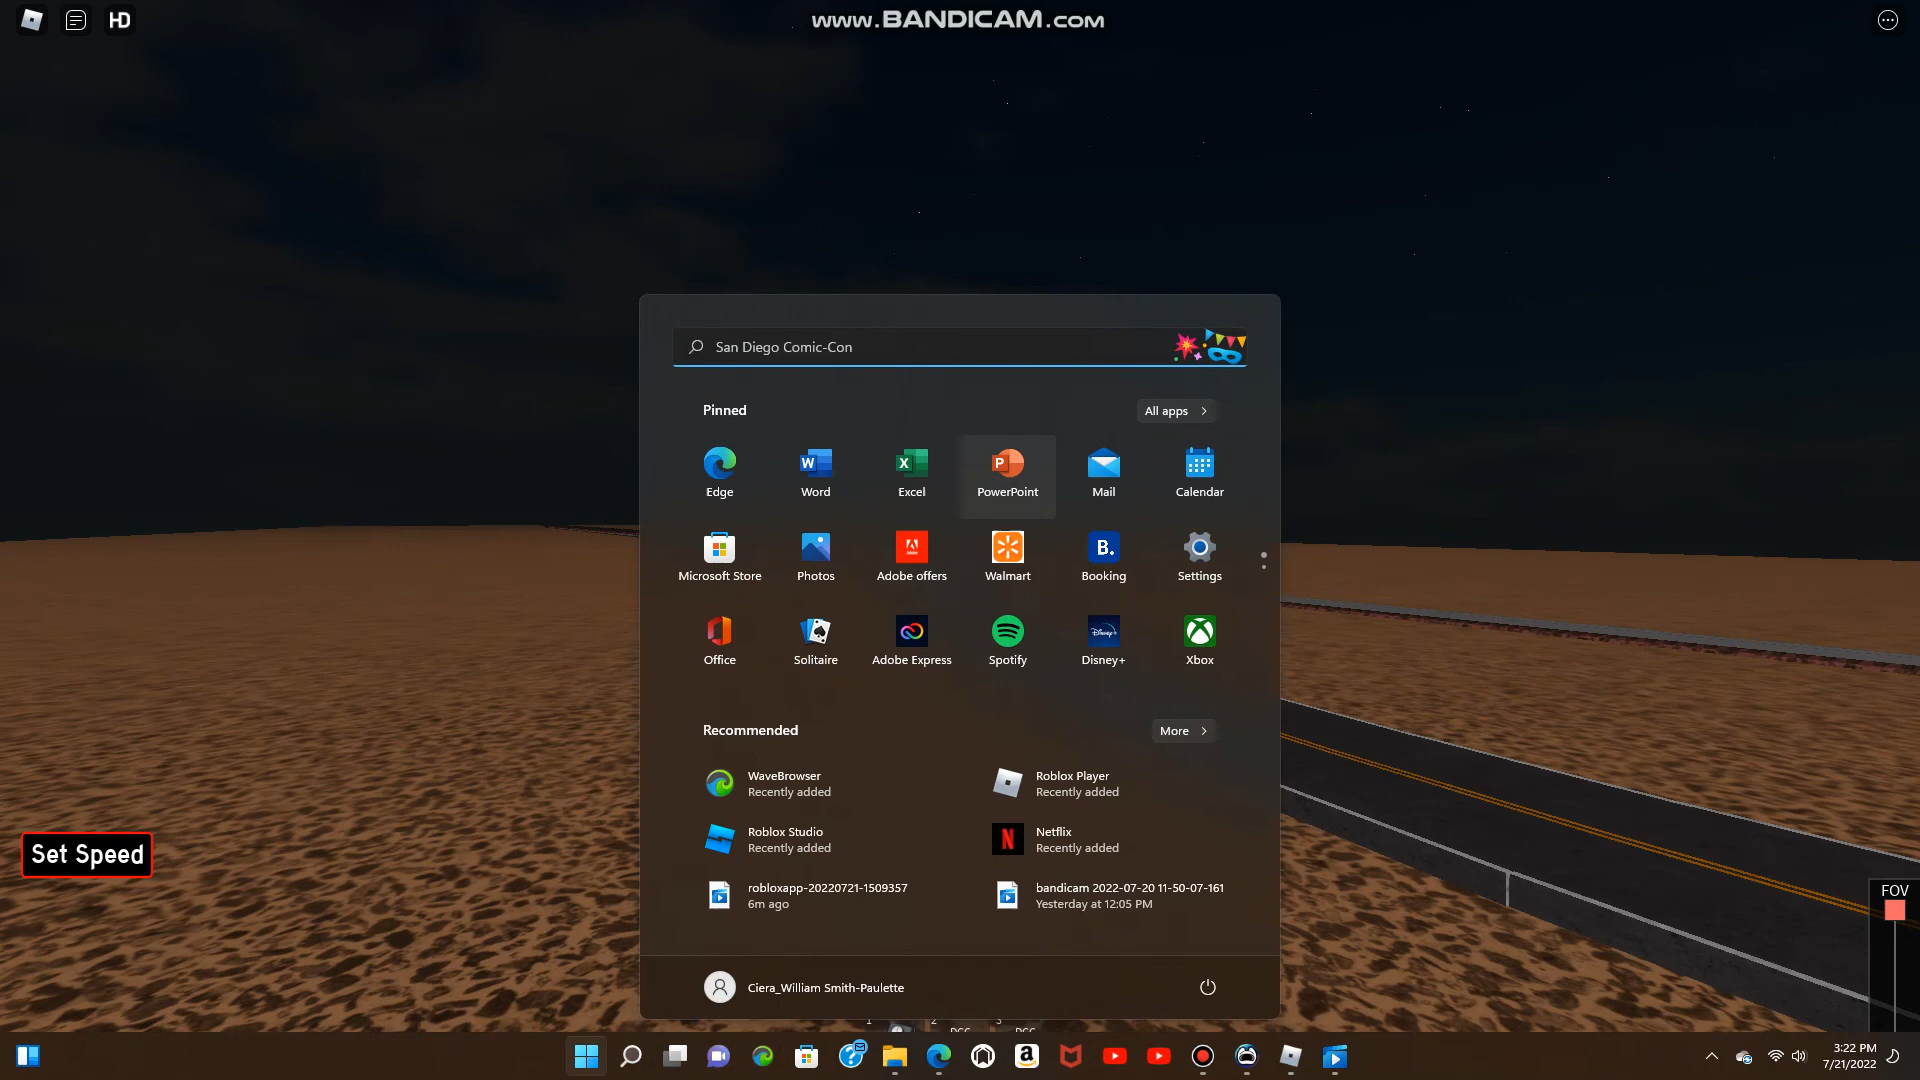 HD
www.BANDICAM.com
San Diego Comic-Con
Pinned
All apps
Edge
Word
Excel
PowerPoint
Mail
Calendar
Microsoft Store
Photos
Adobe offers
Walmart
Booking
Settings
Office
Solitaire
Adobe Express
Spotify
Disney+
Xbox
Recommended
More
WaveBrowser
Recently added
Roblox Player
Recently added
Roblox Studio
Recently added
Netflix
Recently added
robloxapp-20220721-1509357
6m ago
bandicam 2022-07-20 11-50-07-161
Yesterday at 12:05 PM
Set Speed
FOV
Ciera_William Smith-Paulette
1 2 3
3:22 PM
7/21/2022